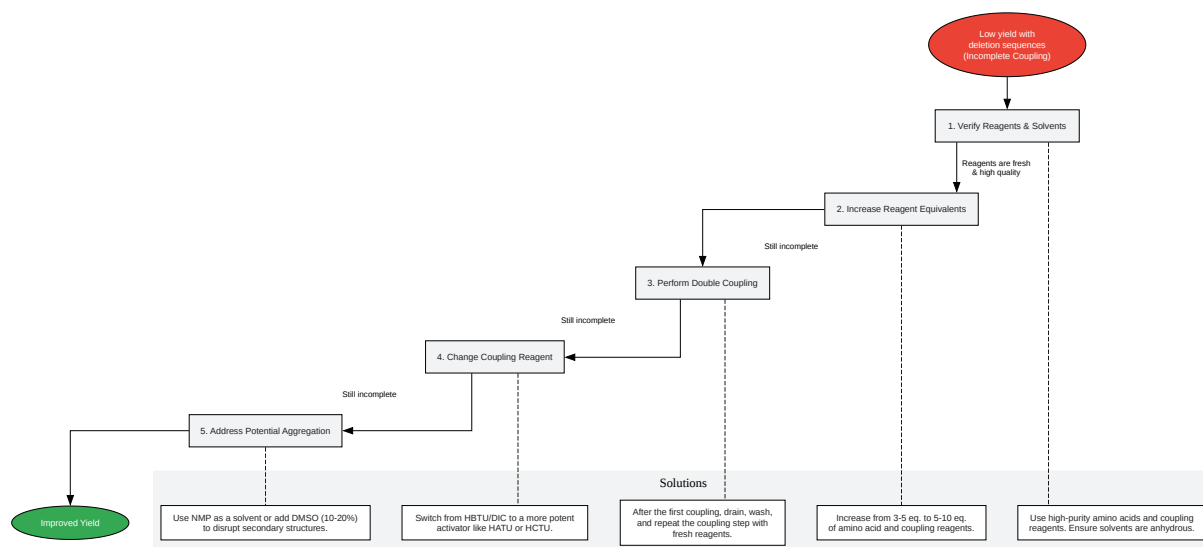 Low yield with
deletion sequences
(Incomplete Coupling)
1. Verify Reagents & Solvents
Reagents are fresh
& high quality
2. Increase Reagent Equivalents
Still incomplete
3. Perform Double Coupling
Still incomplete
4. Change Coupling Reagent
Still incomplete
5. Address Potential Aggregation
Improved Yield
Solutions
Use NMP as a solvent or add DMSO (10-20%)
to disrupt secondary structures.
Switch from HBTU/DIC to a more potent
activator like HATU or HCTU.
After the first coupling, drain, wash,
and repeat the coupling step with
fresh reagents.
Increase from 3-5 eq. to 5-10 eq.
of amino acid and coupling reagents.
Use high-purity amino acids and coupling
reagents. Ensure solvents are anhydrous.